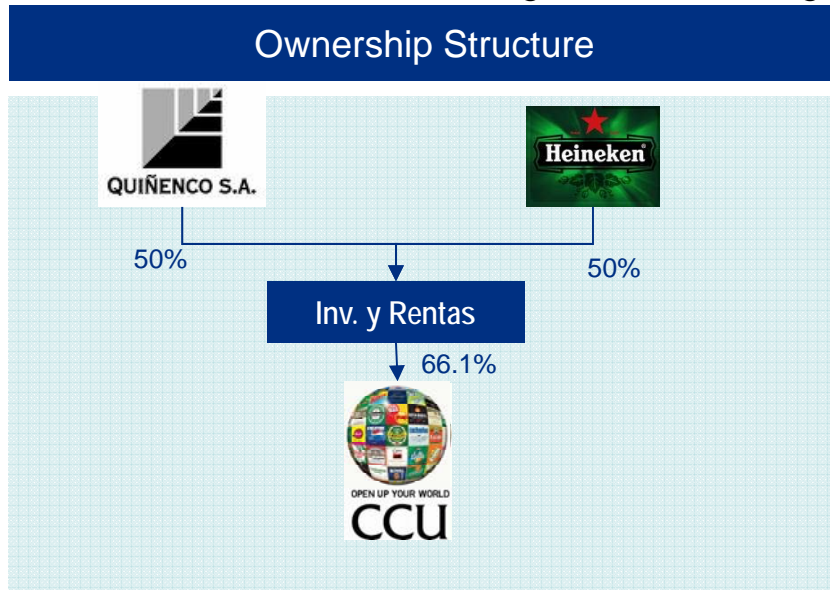 Ownership Structure
QUIÑENCO S.A.
Heineken
50%
50%
Inv. y Rentas
66.1%
OPEN UP YOUR WORLD
CCU